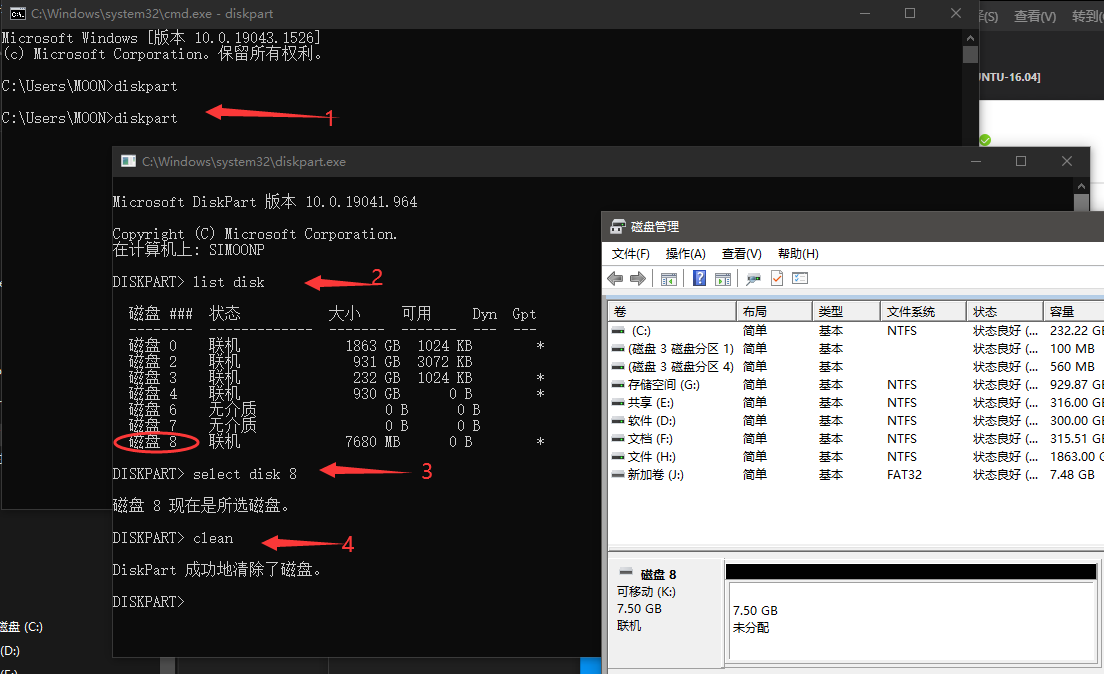 C:\Windows\system32\cmd.exe - diskpart
Microsoft Windows [版本 10.0.19043.1526]
(c) Microsoft Corporation。保留所有权利。
C:\Users\MOON>diskpart
C:\Users\MOON>diskpart
1
(S) 查看(V) 转到(
NTU-16.04]
C:\Windows\system32\diskpart.exe
Microsoft DiskPart 版本 10.0.19041.964
Copyright (C) Microsoft Corporation.
在计算机上: SIMOONP
DISKPART> list disk
2
磁盘 ### 状态 大小 可用 Dyn Gpt
-------- ------------- ------- ------- --- ---
磁盘 0 联机 1863 GB 1024 KB *
磁盘 2 联机 931 GB 3072 KB
磁盘 3 联机 232 GB 1024 KB *
磁盘 4 联机 930 GB 0 B *
磁盘 6 无介质 0 B 0 B
磁盘 7 无介质 0 B 0 B
磁盘 8 联机 7680 MB 0 B *
DISKPART> select disk 8
3
磁盘 8 现在是所选磁盘。
DISKPART> clean
4
DiskPart 成功地清除了磁盘。
DISKPART>
磁盘管理
文件(F) 操作(A) 查看(V) 帮助(H)
卷 布局 类型 文件系统 状态 容量
(C:) 简单 基本 NTFS 状态良好 (... 232.22 GB
(磁盘 3 磁盘分区 1) 简单 基本 状态良好 (... 100 MB
(磁盘 3 磁盘分区 4) 简单 基本 状态良好 (... 560 MB
存储空间 (G:) 简单 基本 NTFS 状态良好 (... 929.87 GB
共享 (E:) 简单 基本 NTFS 状态良好 (... 316.00 GB
软件 (D:) 简单 基本 NTFS 状态良好 (... 300.00 GB
文档 (F:) 简单 基本 NTFS 状态良好 (... 315.51 GB
文件 (H:) 简单 基本 NTFS 状态良好 (... 1863.00 G
新加卷 (J:) 简单 基本 FAT32 状态良好 (... 7.48 GB
磁盘 8
可移动 (K:)
7.50 GB
联机
7.50 GB
未分配
磁盘 (C:)
(D:)